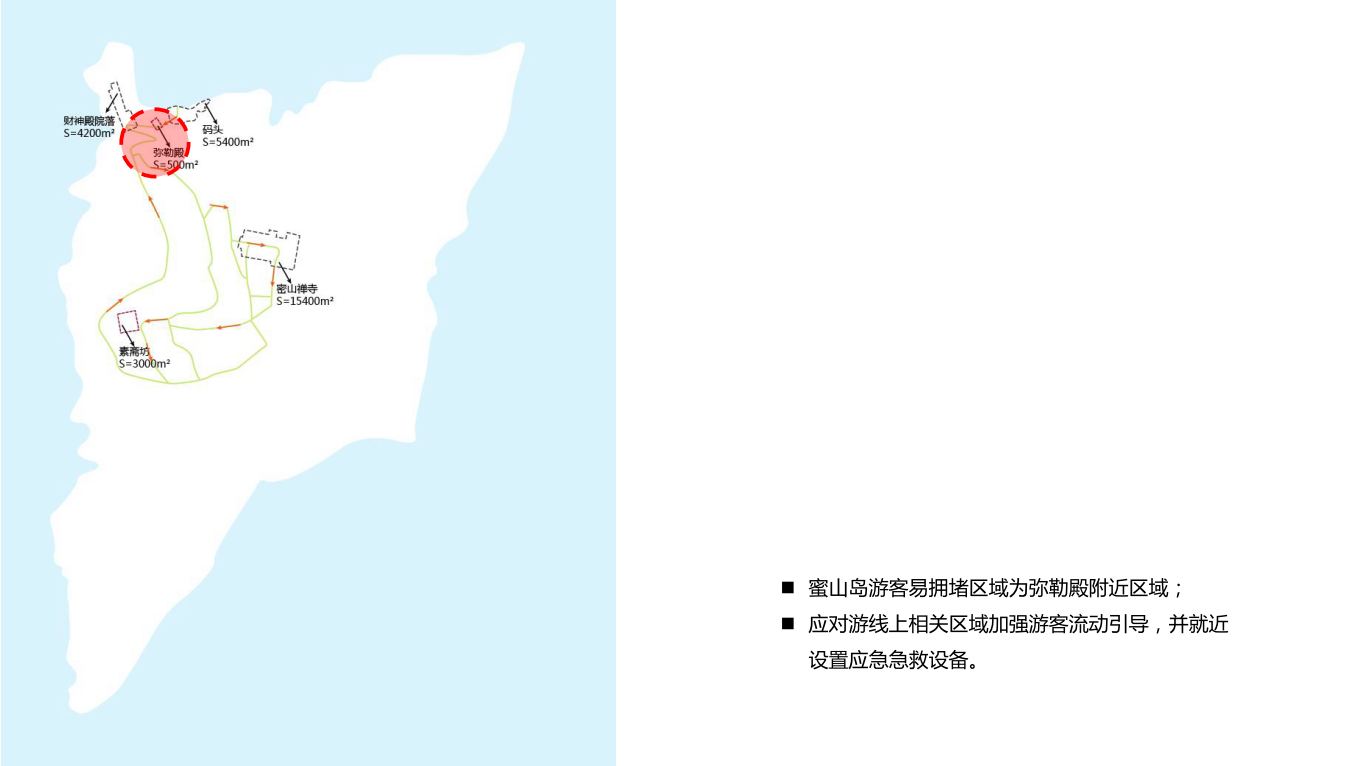 财神殿院落
S=4200m²
码头
S=5400m²
弥勒殿
S=500m²
密山禅寺
S=15400m²
素斋坊
S=3000m²
■ 蜜山岛游客易拥堵区域为弥勒殿附近区域；
■ 应对游线上相关区域加强游客流动引导，并就近
设置应急急救设备。